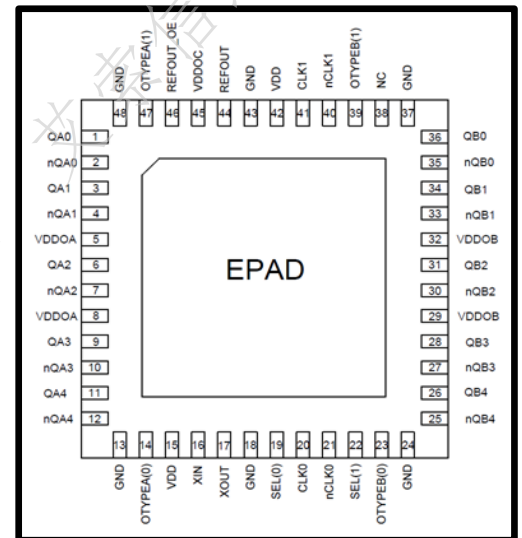 GND OTYPEA(1) REFOUT_OE VDDOC REFOUT GND VDD CLK1 nCLK1 OTYPEB(1) NC GND
48 47 46 45 44 43 42 41 40 39 38 37
QA0 1 36 QB0
nQA0 2 35 nQB0
QA1 3 34 QB1
nQA1 4 33 nQB1
VDDOA 5 32 VDDOB
QA2 6 31 QB2
EPAD
nQA2 7 30 nQB2
VDDOA 8 29 VDDOB
QA3 9 28 QB3
nQA3 10 27 nQB3
QA4 11 26 QB4
nQA4 12 25 nQB4
13 14 15 16 17 18 19 20 21 22 23 24
GND OTYPEA(0) VDD XIN XOUT GND SEL(0) CLK0 nCLK0 SEL(1) OTYPEB(0) GND